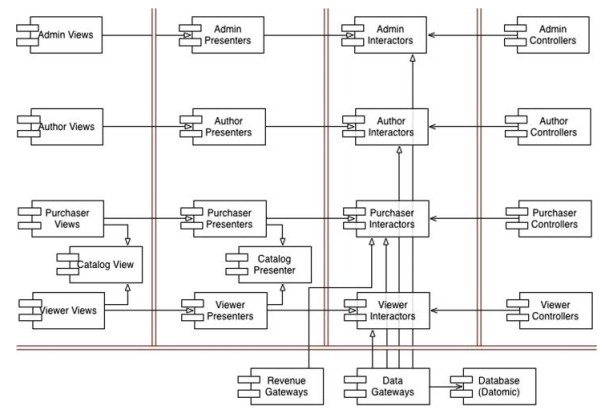 Admin Views
Admin
Presenters
Admin
Interactors
Admin
Controllers
Author Views
Author
Presenters
Author
Interactors
Author
Controllers
Purchaser
Views
Purchaser
Presenters
Purchaser
Interactors
Purchaser
Controllers
Catalog View
Catalog
Presenter
Viewer Views
Viewer
Presenters
Viewer
Interactors
Viewer
Controllers
Revenue
Gateways
Data
Gateways
Database
(Datomic)